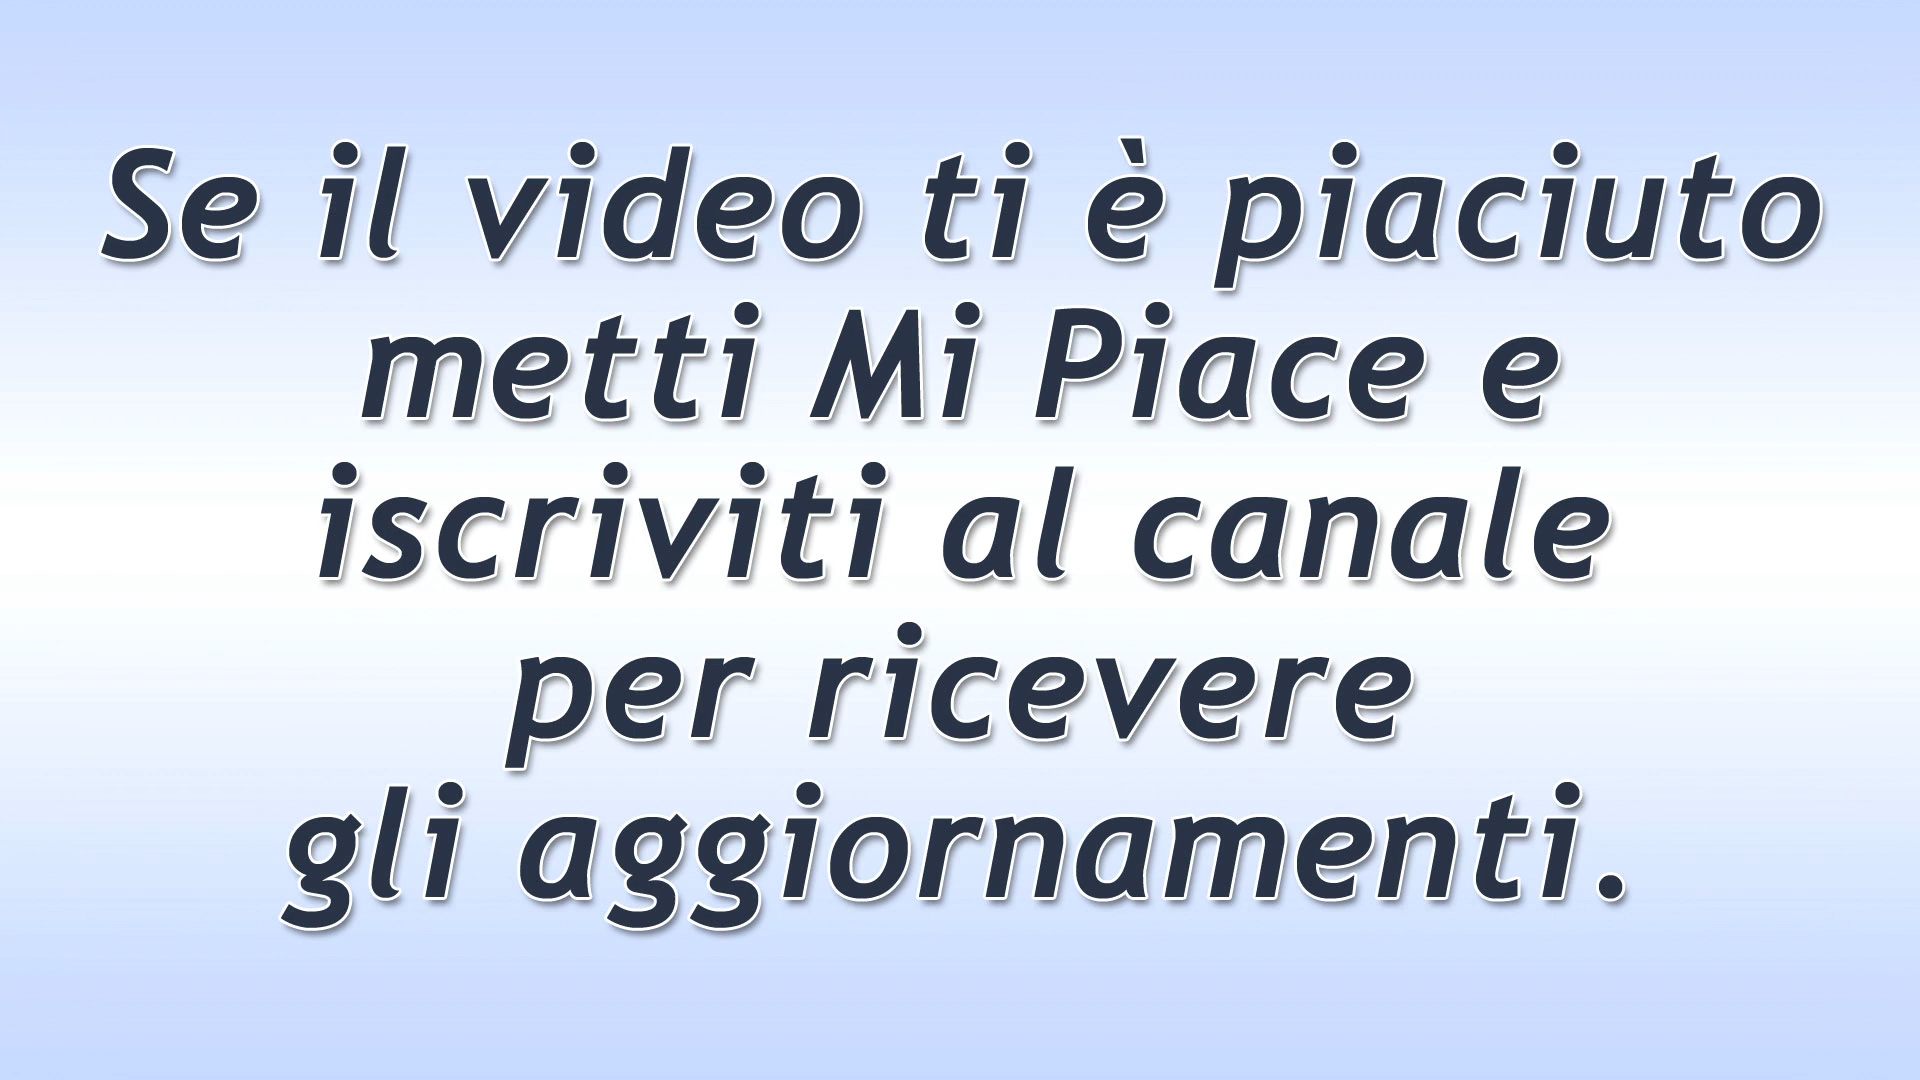 Se il video ti è piaciuto
metti Mi Piace e
iscriviti al canale
per ricevere
gli aggiornamenti.